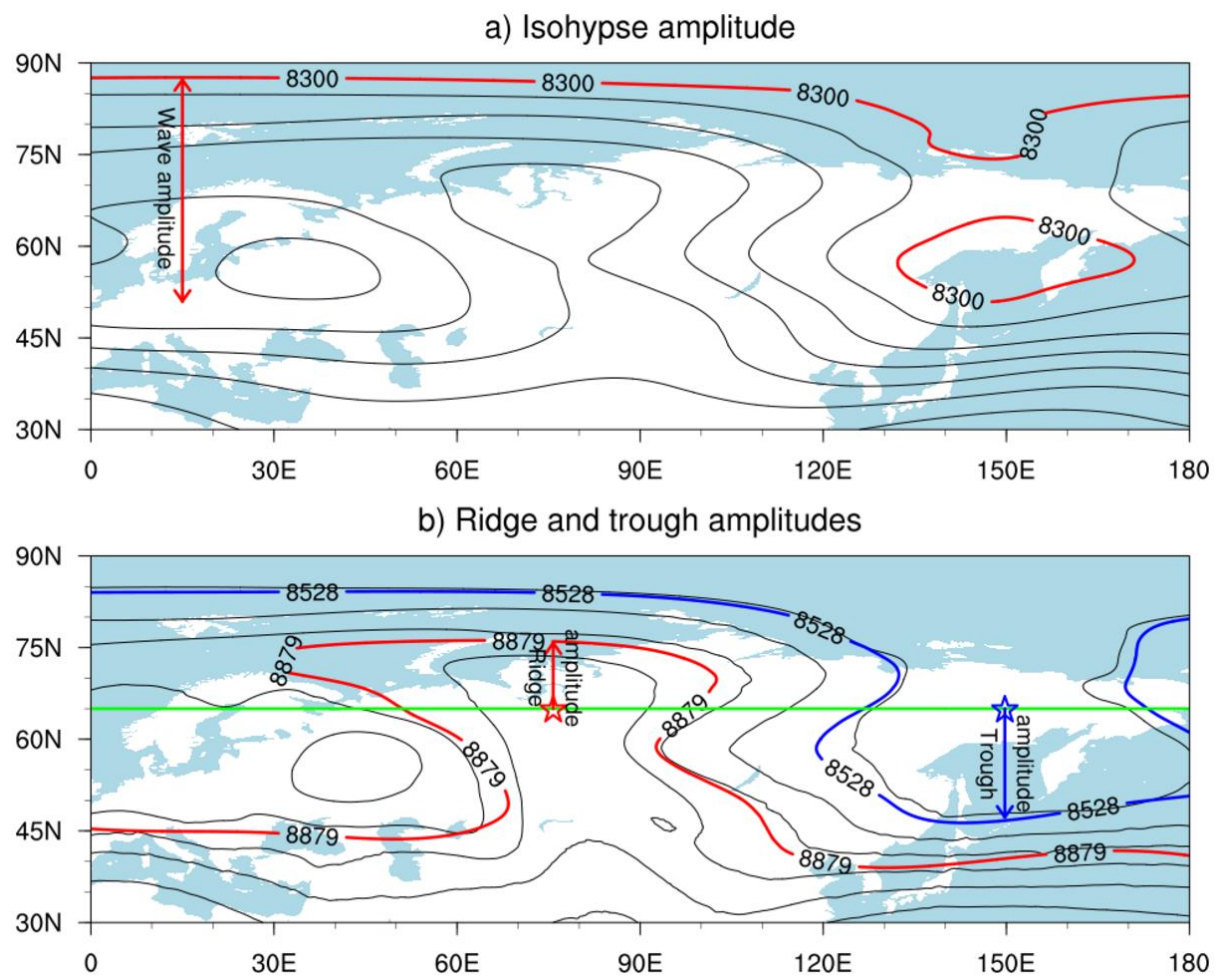 a) Isohypse amplitude
90N
75N
60N
45N
30N
8300
8300
8300
8300
8300
8300
Wave amplitude
0
30E
60E
90E
120E
150E
180
b) Ridge and trough amplitudes
90N
75N
60N
45N
30N
8528
8528
8528
8879
8879
amplitude
Ridge
8879
8879
8528
amplitude
Trough
8528
8879
8879
8879
0
30E
60E
90E
120E
150E
180